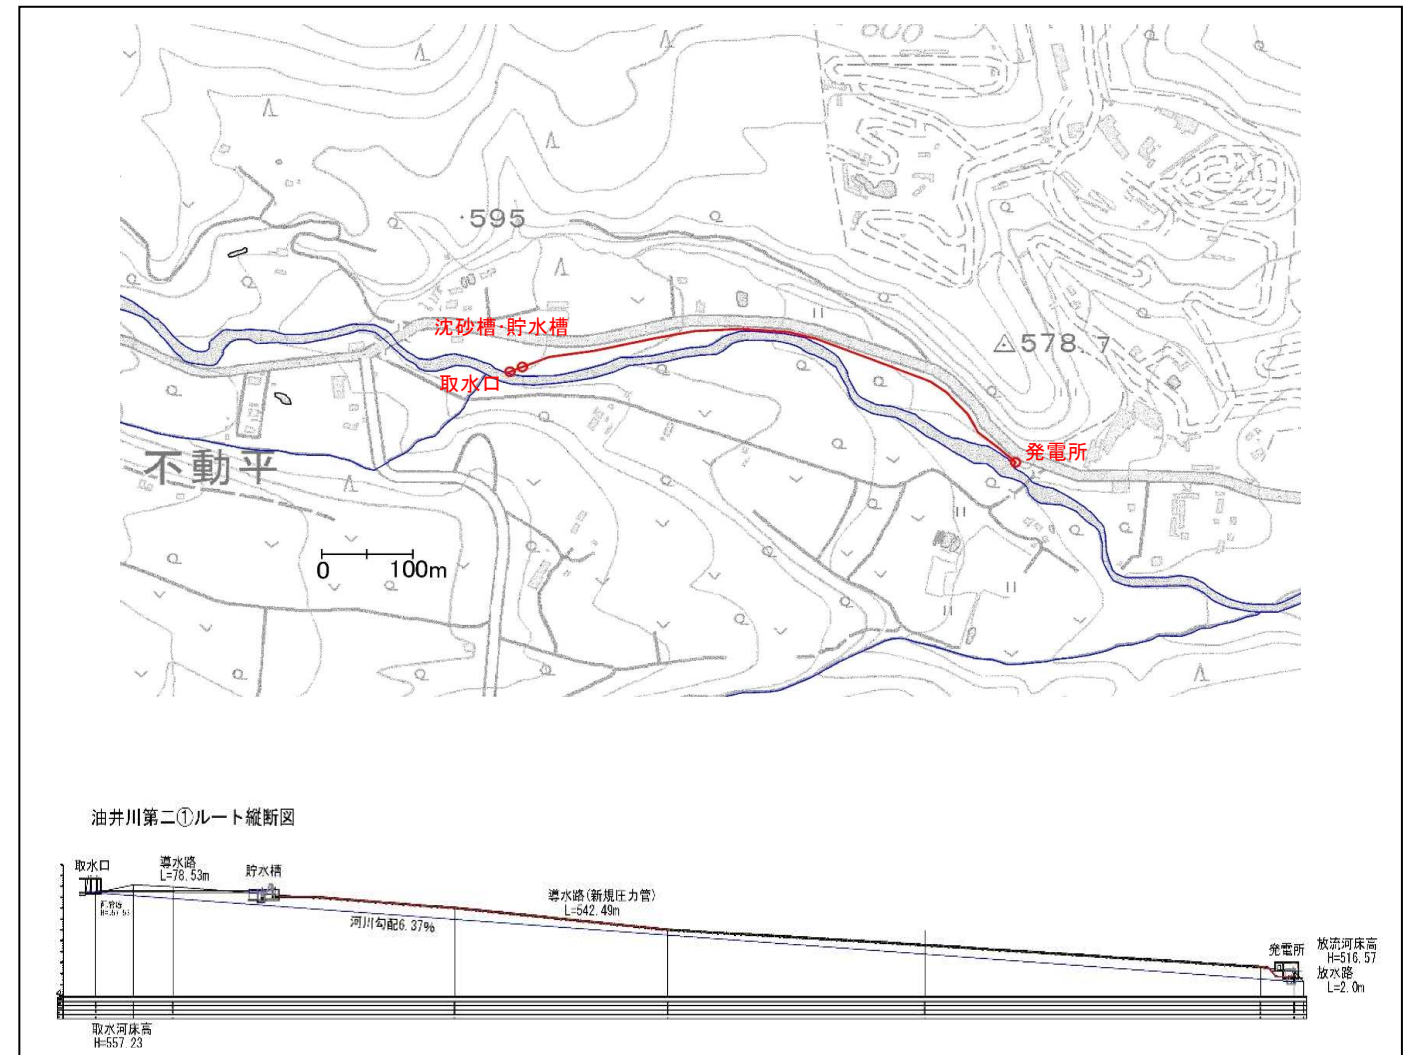 600
595
沈砂槽・貯水槽
578.7
取水口
発電所
不動平
0 100m
油井川第二①ルート縦断図
取水口
導水路
L=78.53m
貯水槽
導水路(新規圧力管)
L=542.49m
河川勾配6.37%
発電所
放流河床高
H=516.57
放水路
L=2.0m
取水河床高
H=557.23